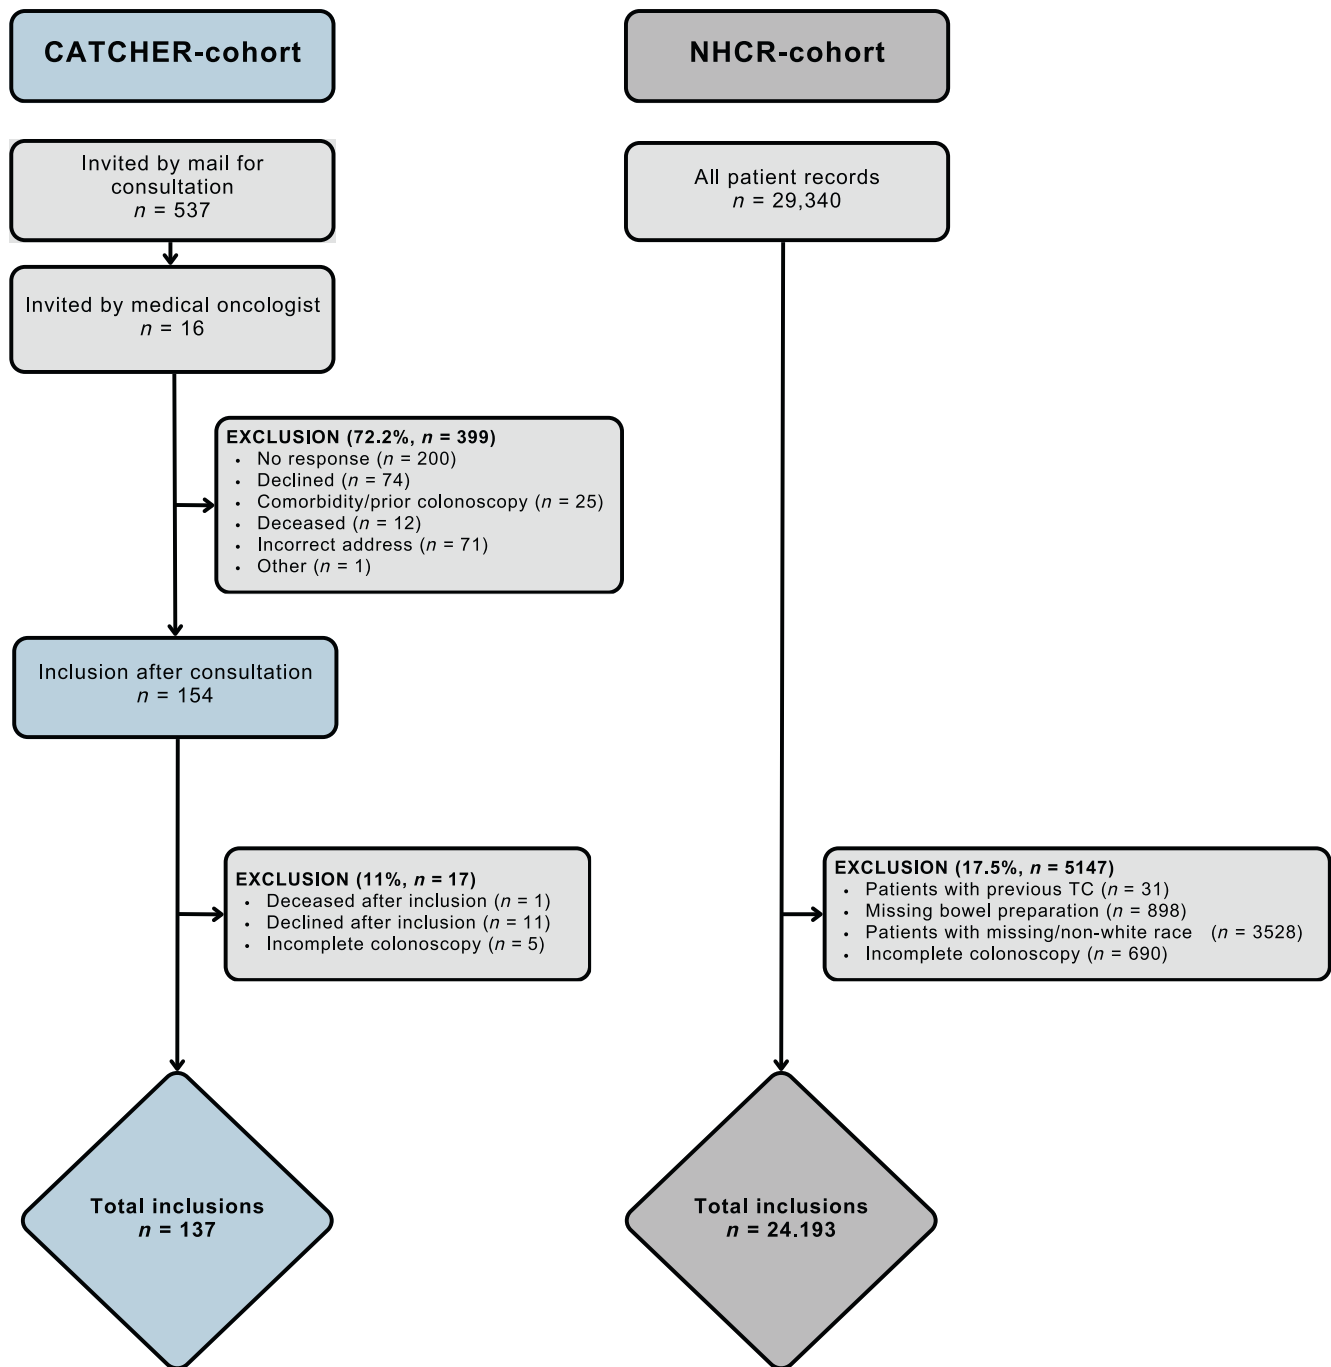 CATCHER-cohort
Invited by mail for
consultation
n = 537
Invited by medical oncologist
n = 16
EXCLUSION (72.2%, n = 399)
• No response (n = 200)
• Declined (n = 74)
• Comorbidity/prior colonoscopy (n = 25)
• Deceased (n = 12)
• Incorrect address (n = 71)
• Other (n = 1)
Inclusion after consultation
n = 154
EXCLUSION (11%, n = 17)
• Deceased after inclusion (n = 1)
• Declined after inclusion (n = 11)
• Incomplete colonoscopy (n = 5)
Total inclusions
n = 137
NHCR-cohort
All patient records
n = 29,340
EXCLUSION (17.5%, n = 5147)
• Patients with previous TC (n = 31)
• Missing bowel preparation (n = 898)
• Patients with missing/non-white race (n = 3528)
• Incomplete colonoscopy (n = 690)
Total inclusions
n = 24.193